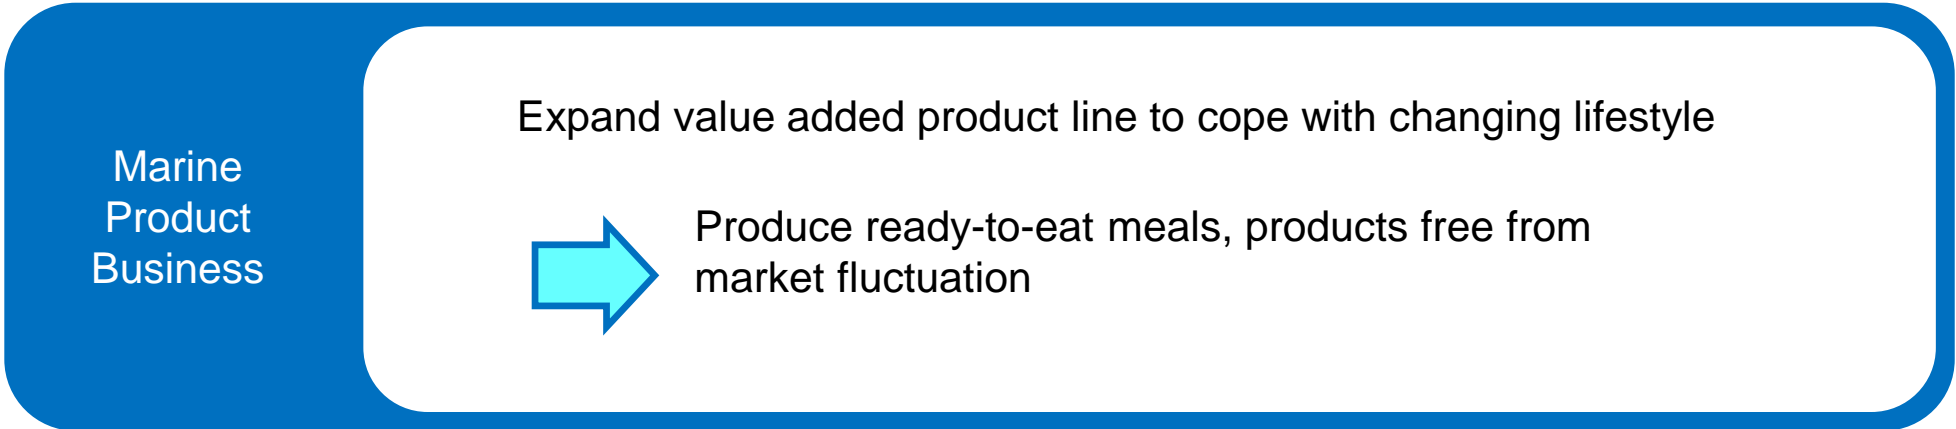 Marine
Product
Business
Expand value added product line to cope with changing lifestyle
Produce ready-to-eat meals, products free from
market fluctuation